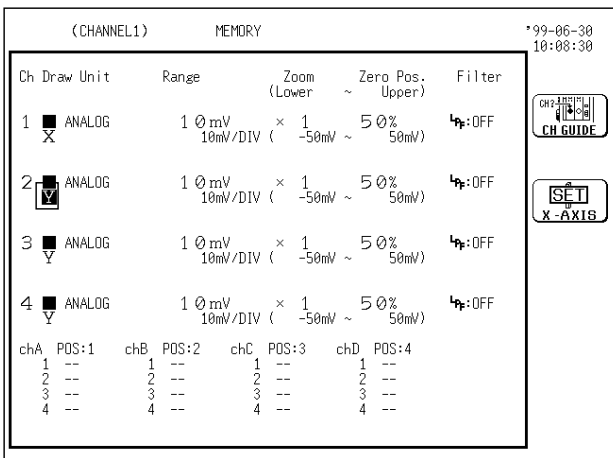 (CHANNEL1) MEMORY '99-06-30
10:08:30
Ch Draw Unit Range Zoom Zero Pos. Filter
(Lower ~ Upper)
1 ANALOG 10mV × 1 50% LPF:OFF
X 10mV/DIV ( -50mV ~ 50mV)
2 ANALOG 10mV × 1 50% LPF:OFF
Y 10mV/DIV ( -50mV ~ 50mV)
3 ANALOG 10mV × 1 50% LPF:OFF
Y 10mV/DIV ( -50mV ~ 50mV)
4 ANALOG 10mV × 1 50% LPF:OFF
Y 10mV/DIV ( -50mV ~ 50mV)
chA POS:1 chB POS:2 chC POS:3 chD POS:4
1 -- 1 -- 1 -- 1 --
2 -- 2 -- 2 -- 2 --
3 -- 3 -- 3 -- 3 --
4 -- 4 -- 4 -- 4 --
CH GUIDE
SET
X-AXIS